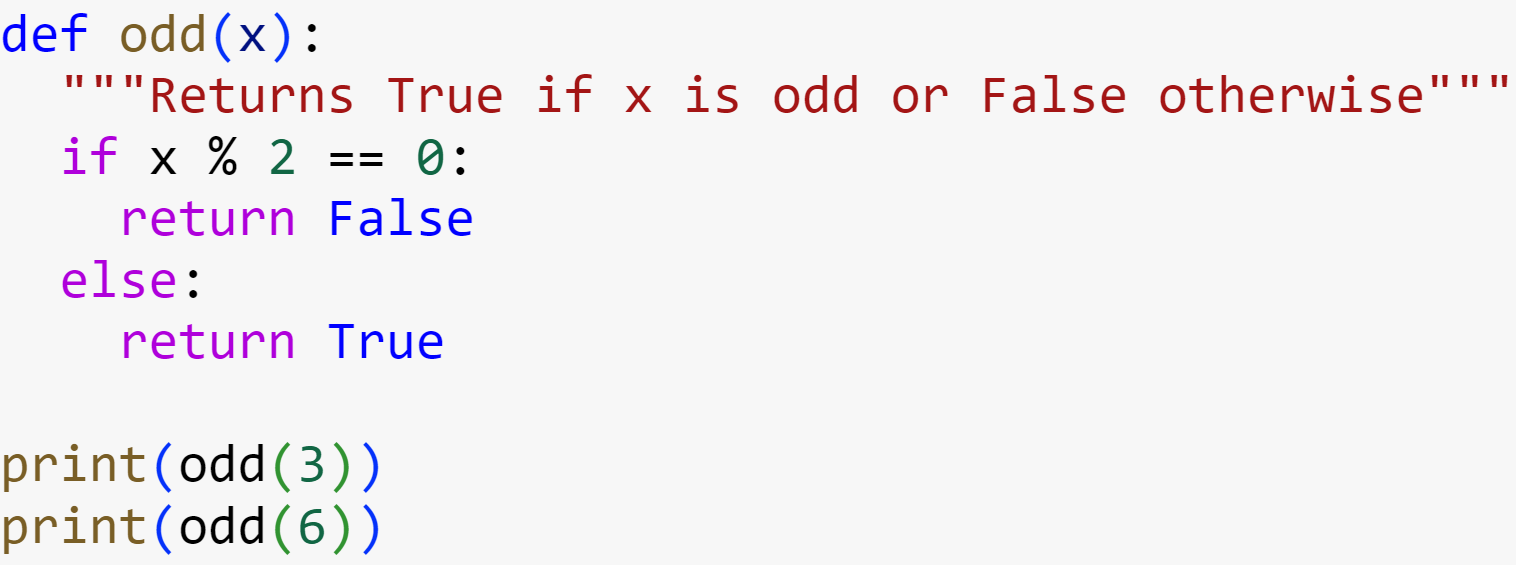 def odd(x):
  """Returns True if x is odd or False otherwise"""
  if x % 2 == 0:
    return False
  else:
    return True

print(odd(3))
print(odd(6))